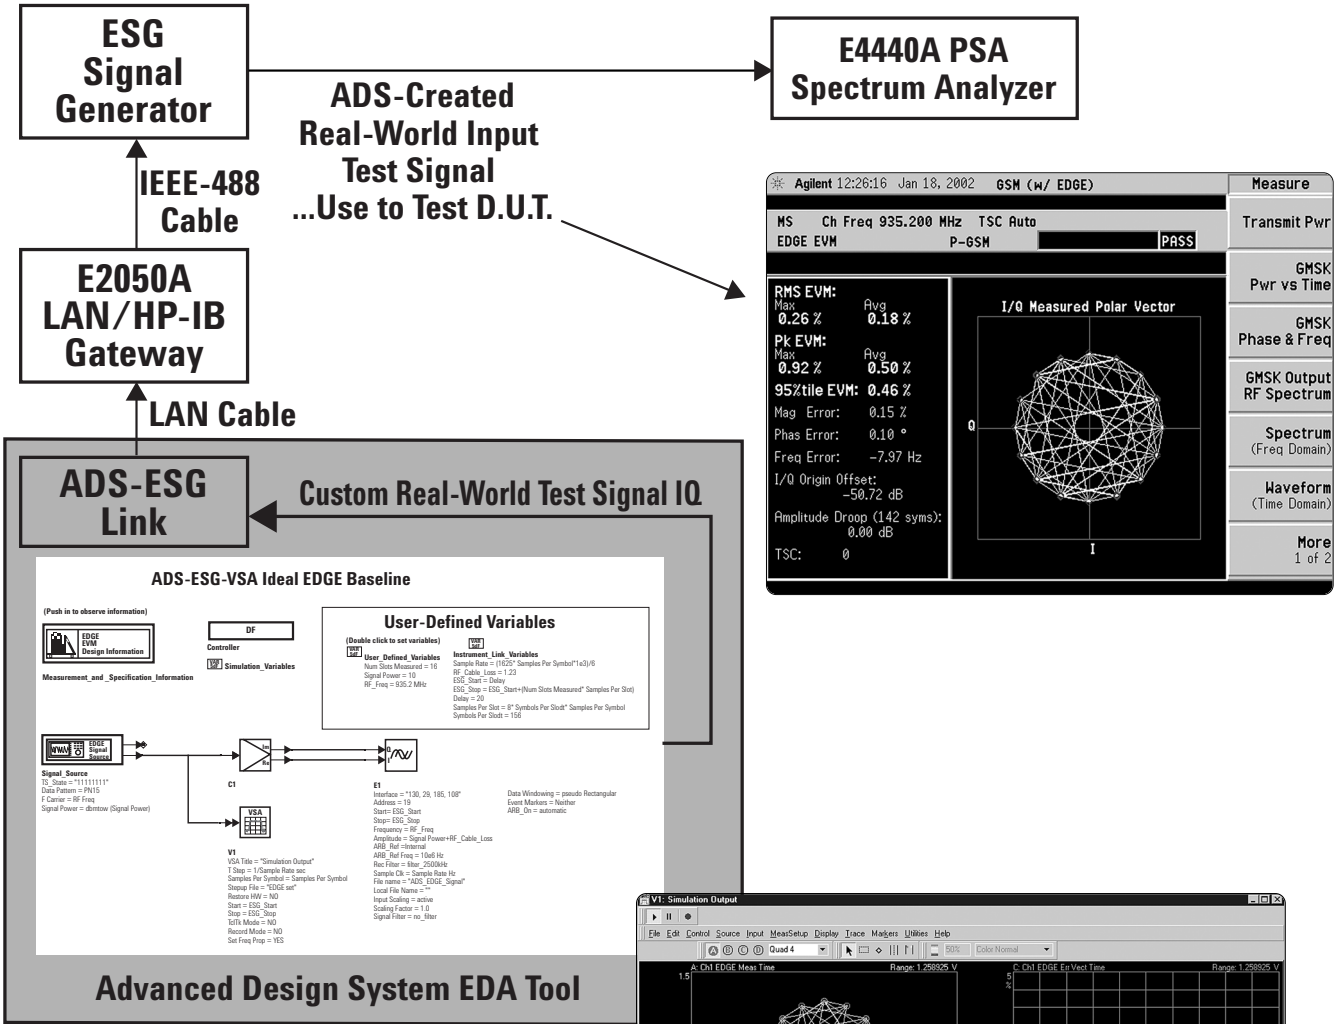 ESG
Signal
Generator
E4440A PSA
Spectrum Analyzer
ADS-Created
Real-World Input
Test Signal
...Use to Test D.U.T.
IEEE-488
Cable
E2050A
LAN/HP-IB
Gateway
LAN Cable
ADS-ESG
Link
Custom Real-World Test Signal IQ
Agilent 12:26:16 Jan 18, 2002 GSM (w/ EDGE)
Measure
MS Ch Freq 935.200 MHz TSC Auto
EDGE EVM P-GSM PASS
Transmit Pwr
GMSK
Pwr vs Time
GMSK
Phase & Freq
GMSK Output
RF Spectrum
Spectrum
(Freq Domain)
Waveform
(Time Domain)
More
1 of 2
RMS EVM:
Max Avg
0.26 % 0.18 %
Pk EVM:
Max Avg
0.92 % 0.50 %
95%tile EVM: 0.46 %
Mag Error: 0.15 %
Phas Error: 0.10 °
Freq Error: -7.97 Hz
I/Q Origin Offset:
-50.72 dB
Amplitude Droop (142 syms):
0.00 dB
TSC: 0
I/Q Measured Polar Vector
Q
I
ADS-ESG-VSA Ideal EDGE Baseline
(Push in to observe information)
EDGE
EVM
Design Information
Measurement_and _Specification_Information
DF
Controller
VAR
Simulation_Variables
User-Defined Variables
(Double click to set variables)
VAR
User_Defined_Variables
Num Slots Measured = 16
Signal Power = 10
RF_Freq = 935.2 MHz
VAR
Instrument_Link_Variables
Sample Rate = (1625* Samples Per Symbol*1e3)/6
RF_Cable_Loss = 1.23
ESG_Start = Delay
ESG_Stop = ESG_Start+(Num Slots Measured* Samples Per Slot)
Delay = 20
Samples Per Slot = 8* Symbols Per Slodt* Samples Per Symbol
Symbols Per Slodt = 156
EDGE
Signal
Source
Signal_Source
TS_State = "11111111"
Data Pattern = PN15
F Carrier = RF Freq
Signal Power = dbmtow (Signal Power)
Im
Re
C1
VSA
V1
VSA Title = "Simulation Output"
T Step = 1/Sample Rate sec
Samples Per Symbol = Samples Per Symbol
Stepup File = "EDGE set"
Restore HW = NO
Start = ESG_Start
Stop = ESG_Stop
TclTk Mode = NO
Record Mode = NO
Set Freq Prop = YES
Q
I
E1
Interface = "130, 29, 185, 108"
Address = 19
Start= ESG_Start
Stop= ESG_Stop
Frequency = RF_Freq
Amplitude = Signal Power+RF_Cable_Loss
ARB_Ref =Internal
ARB_Ref Freq = 10e6 Hz
Rec Filter = filter_2500kHz
Sample Clk = Sample Rate Hz
File name = "ADS_EDGE_Signal"
Local File Name = ""
Input Scaling = active
Scaling Factor = 1.0
Signal Filter = no_filter
Data Windowing = pseudo Rectangular
Event Markers = Neither
ARB_On = automatic
Advanced Design System EDA Tool
V1: Simulation Output
File Edit Control Source Input MeasSetup Display Trace Markers Utilities Help
A B C D Quad 4 50% Color Normal
A: Ch1 EDGE Meas Time Range: 1.258925 V
1.5
C: Ch1 EDGE Err Vect Time Range: 1.258925 V
5
%